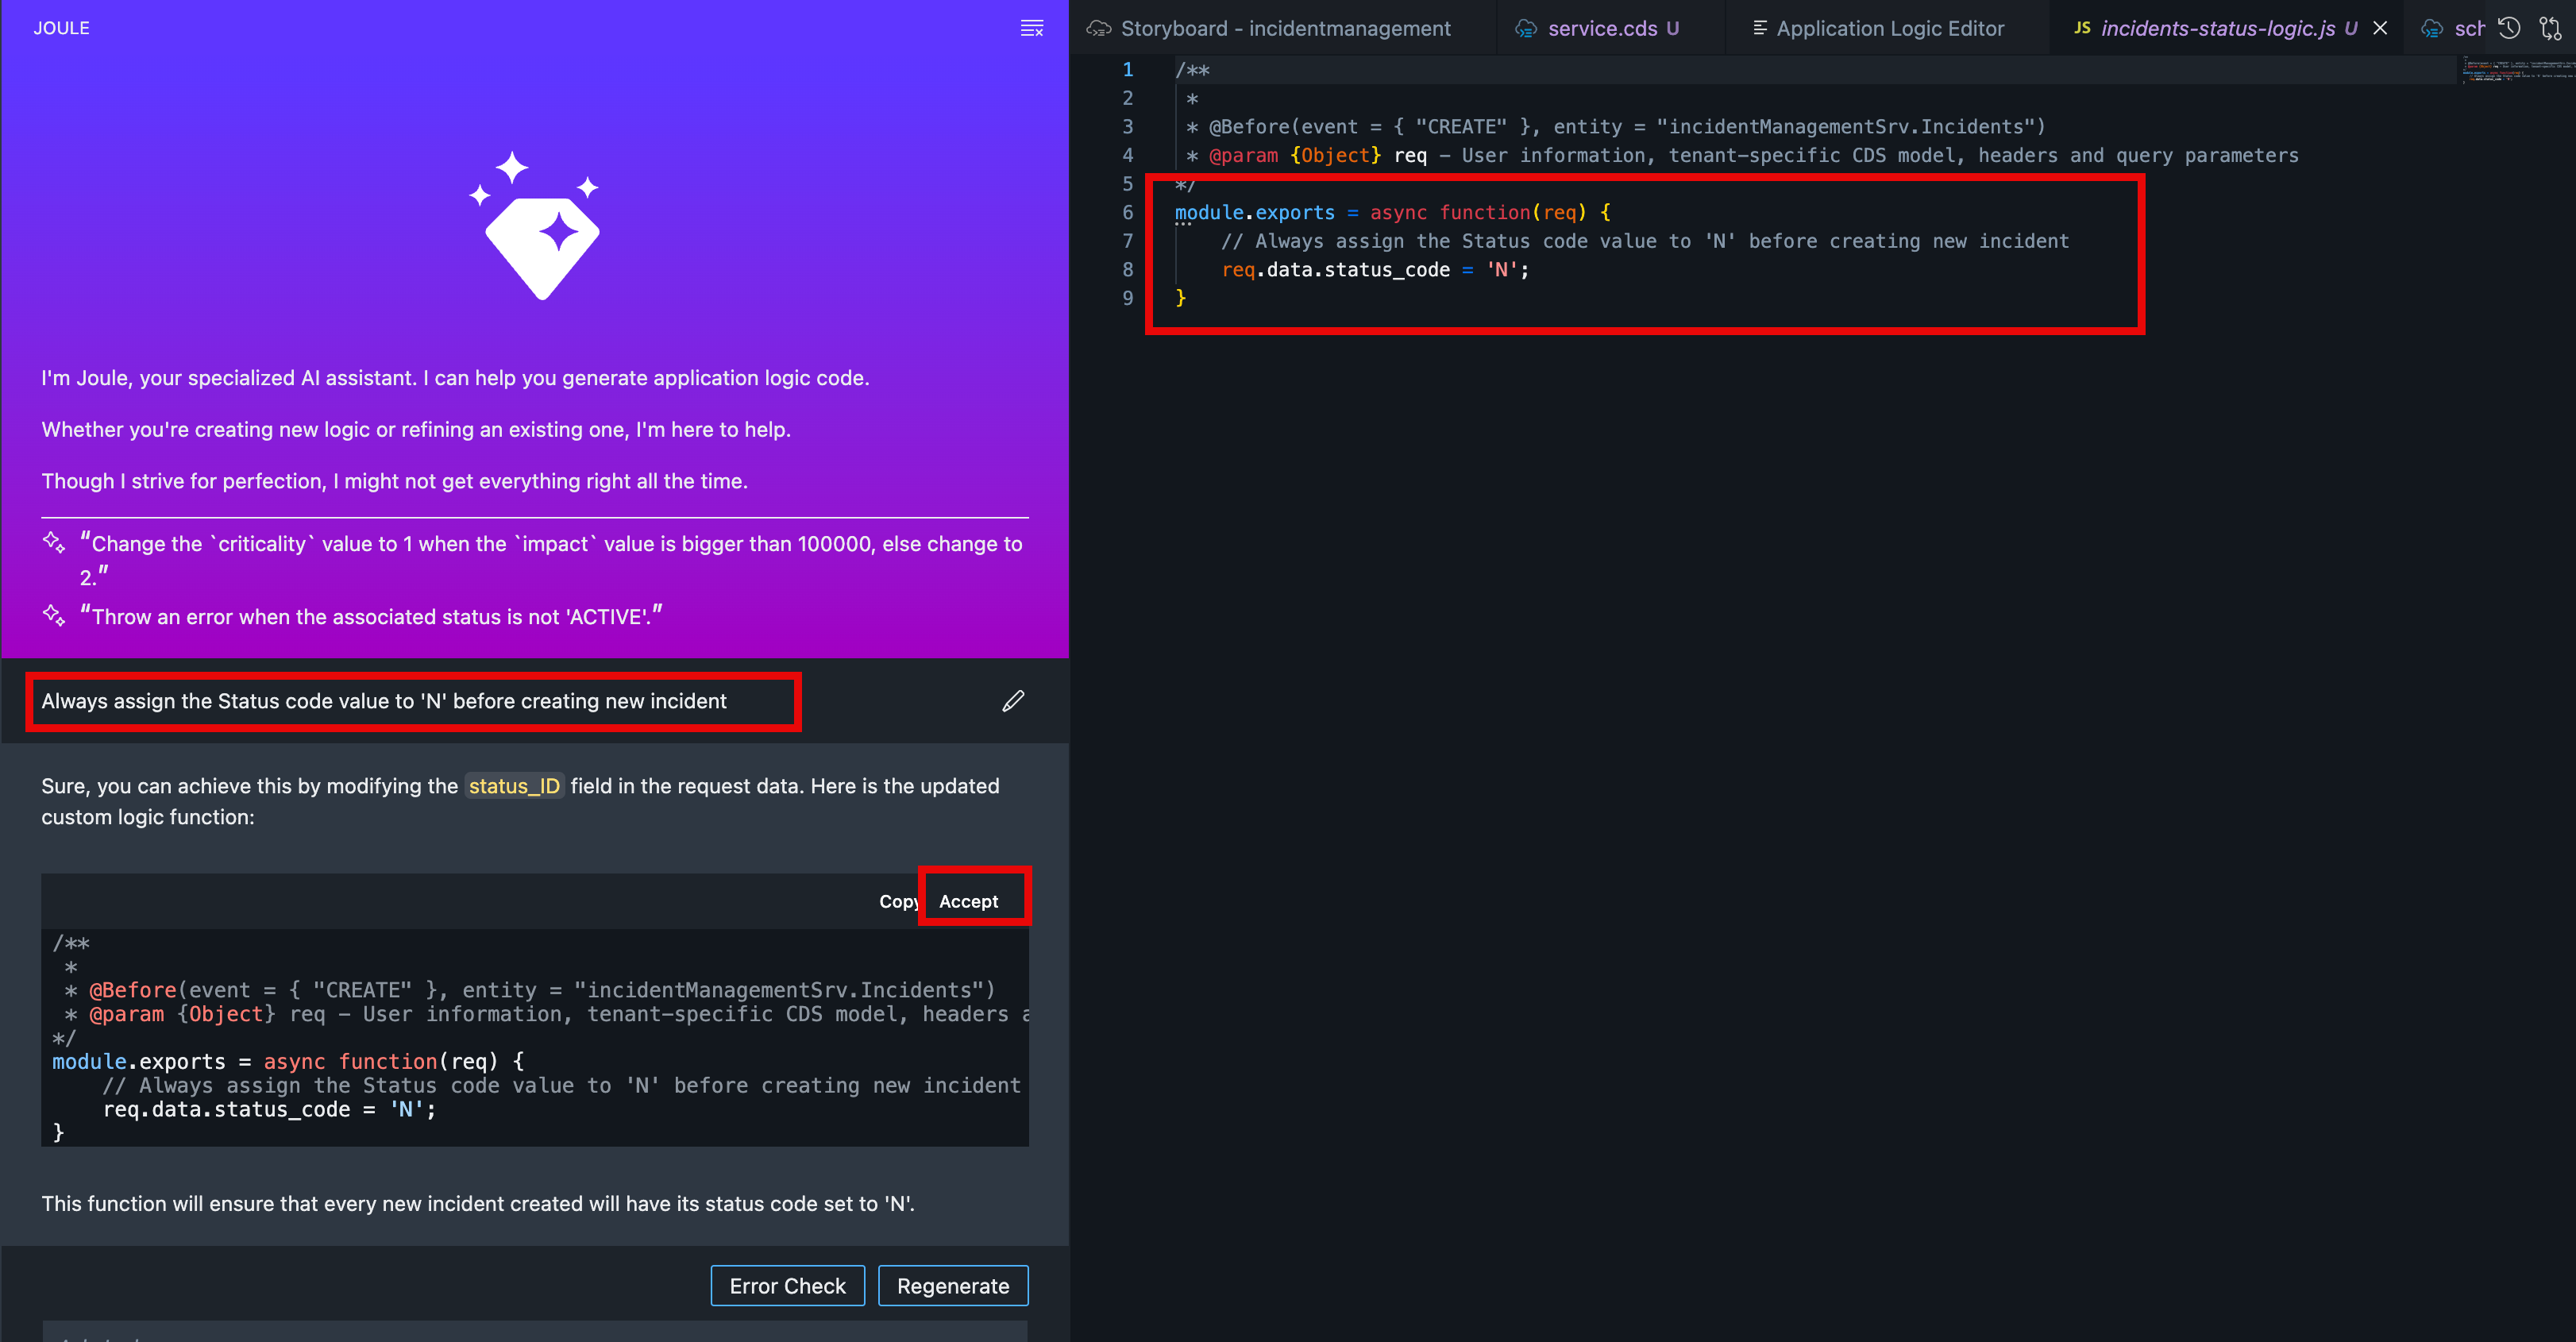 JOULE
I'm Joule, your specialized AI assistant. I can help you generate application logic code.
Whether you're creating new logic or refining an existing one, I'm here to help.
Though I strive for perfection, I might not get everything right all the time.
“Change the `criticality` value to 1 when the `impact` value is bigger than 100000, else change to
2.”
“Throw an error when the associated status is not 'ACTIVE'.”
Always assign the Status code value to 'N' before creating new incident
Sure, you can achieve this by modifying the status_ID field in the request data. Here is the updated
custom logic function:
Copy Accept
/**
 *
 * @Before(event = { "CREATE" }, entity = "incidentManagementSrv.Incidents")
 * @param {Object} req – User information, tenant-specific CDS model, headers a
*/
module.exports = async function(req) {
    // Always assign the Status code value to 'N' before creating new incident
    req.data.status_code = 'N';
}
This function will ensure that every new incident created will have its status code set to 'N'.
Error Check Regenerate
Storyboard - incidentmanagement service.cds U Application Logic Editor JS incidents-status-logic.js U sch
1 /**
2  *
3  * @Before(event = { "CREATE" }, entity = "incidentManagementSrv.Incidents")
4  * @param {Object} req – User information, tenant-specific CDS model, headers and query parameters
5 */
6 module.exports = async function(req) {
7     // Always assign the Status code value to 'N' before creating new incident
8     req.data.status_code = 'N';
9 }